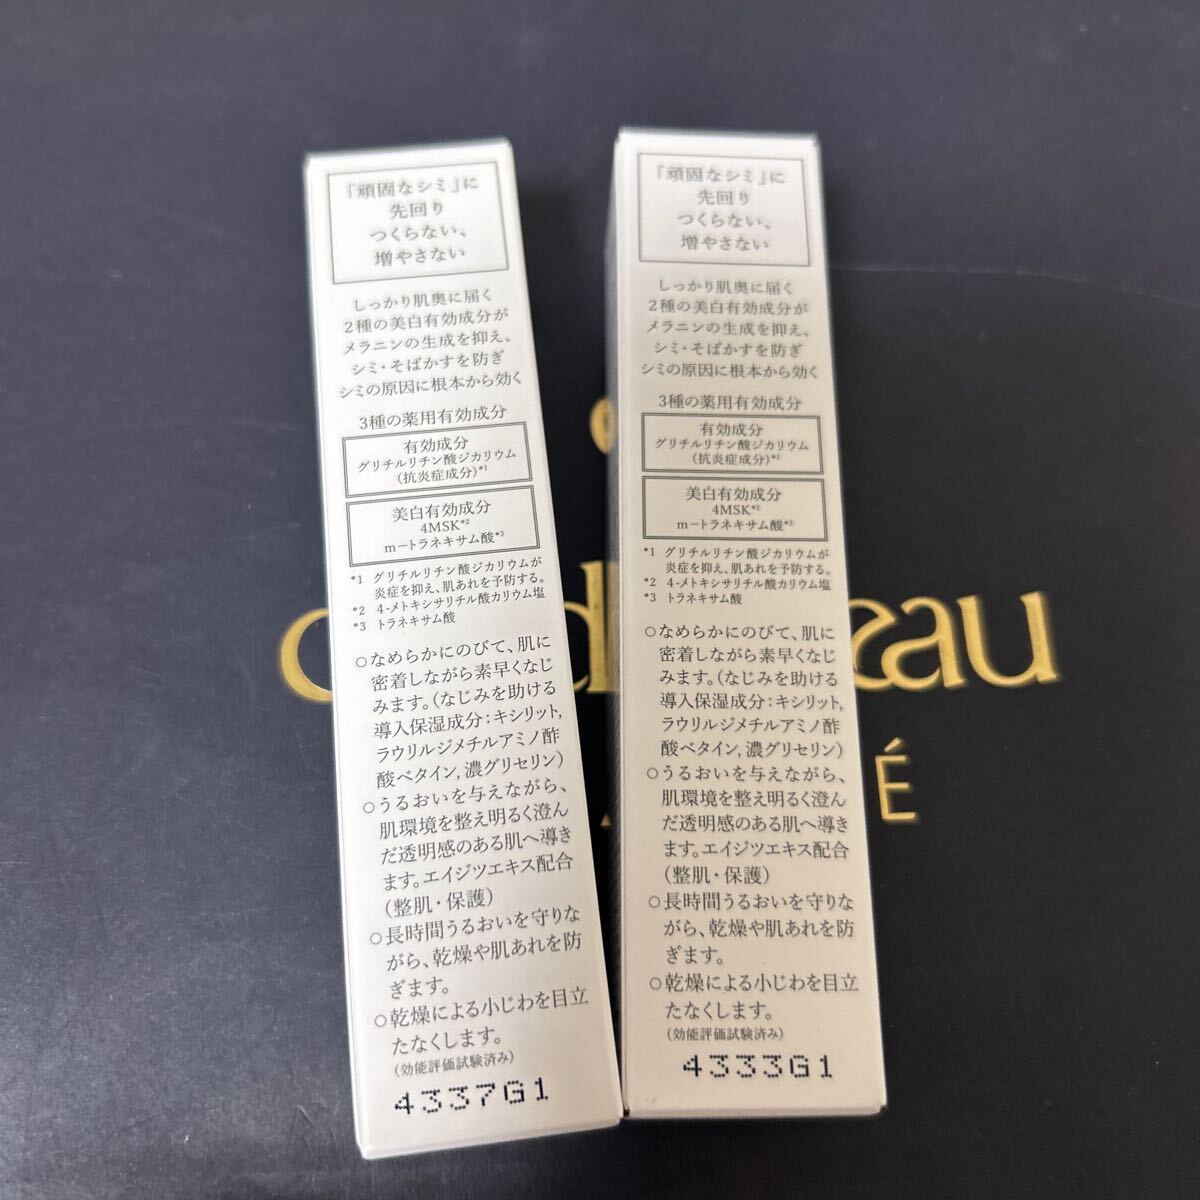 「頑固なシミ」に
先回り
つくらない、
増やさない
しっかり肌奥に届く
2種の美白有効成分が
メラニンの生成を抑え、
シミ・そばかすを防ぎ
シミの原因に根本から効く
3種の薬用有効成分
有効成分
グリチルリチン酸ジカリウム
(抗炎症成分)*1
美白有効成分
4MSK*2
m－トラネキサム酸*3
*1 グリチルリチン酸ジカリウムが
炎症を抑え、肌あれを予防する。
*2 4-メトキシサリチル酸カリウム塩
*3 トラネキサム酸
○なめらかにのびて、肌に
密着しながら素早くなじ
みます。(なじみを助ける
導入保湿成分：キシリット,
ラウリルジメチルアミノ酢
酸ベタイン, 濃グリセリン)
○うるおいを与えながら、
肌環境を整え明るく澄ん
だ透明感のある肌へ導き
ます。エイジツエキス配合
(整肌・保護)
○長時間うるおいを守りな
がら、乾燥や肌あれを防
ぎます。
○乾燥による小じわを目立
たなくします。
(効能評価試験済み)
4337G1
「頑固なシミ」に
先回り
つくらない、
増やさない
しっかり肌奥に届く
2種の美白有効成分が
メラニンの生成を抑え、
シミ・そばかすを防ぎ
シミの原因に根本から効く
3種の薬用有効成分
有効成分
グリチルリチン酸ジカリウム
(抗炎症成分)*1
美白有効成分
4MSK*2
m－トラネキサム酸*3
*1 グリチルリチン酸ジカリウムが
炎症を抑え、肌あれを予防する。
*2 4-メトキシサリチル酸カリウム塩
*3 トラネキサム酸
○なめらかにのびて、肌に
密着しながら素早くなじ
みます。(なじみを助ける
導入保湿成分：キシリット,
ラウリルジメチルアミノ酢
酸ベタイン, 濃グリセリン)
○うるおいを与えながら、
肌環境を整え明るく澄ん
だ透明感のある肌へ導き
ます。エイジツエキス配合
(整肌・保護)
○長時間うるおいを守りな
がら、乾燥や肌あれを防
ぎます。
○乾燥による小じわを目立
たなくします。
(効能評価試験済み)
4333G1
eau
É